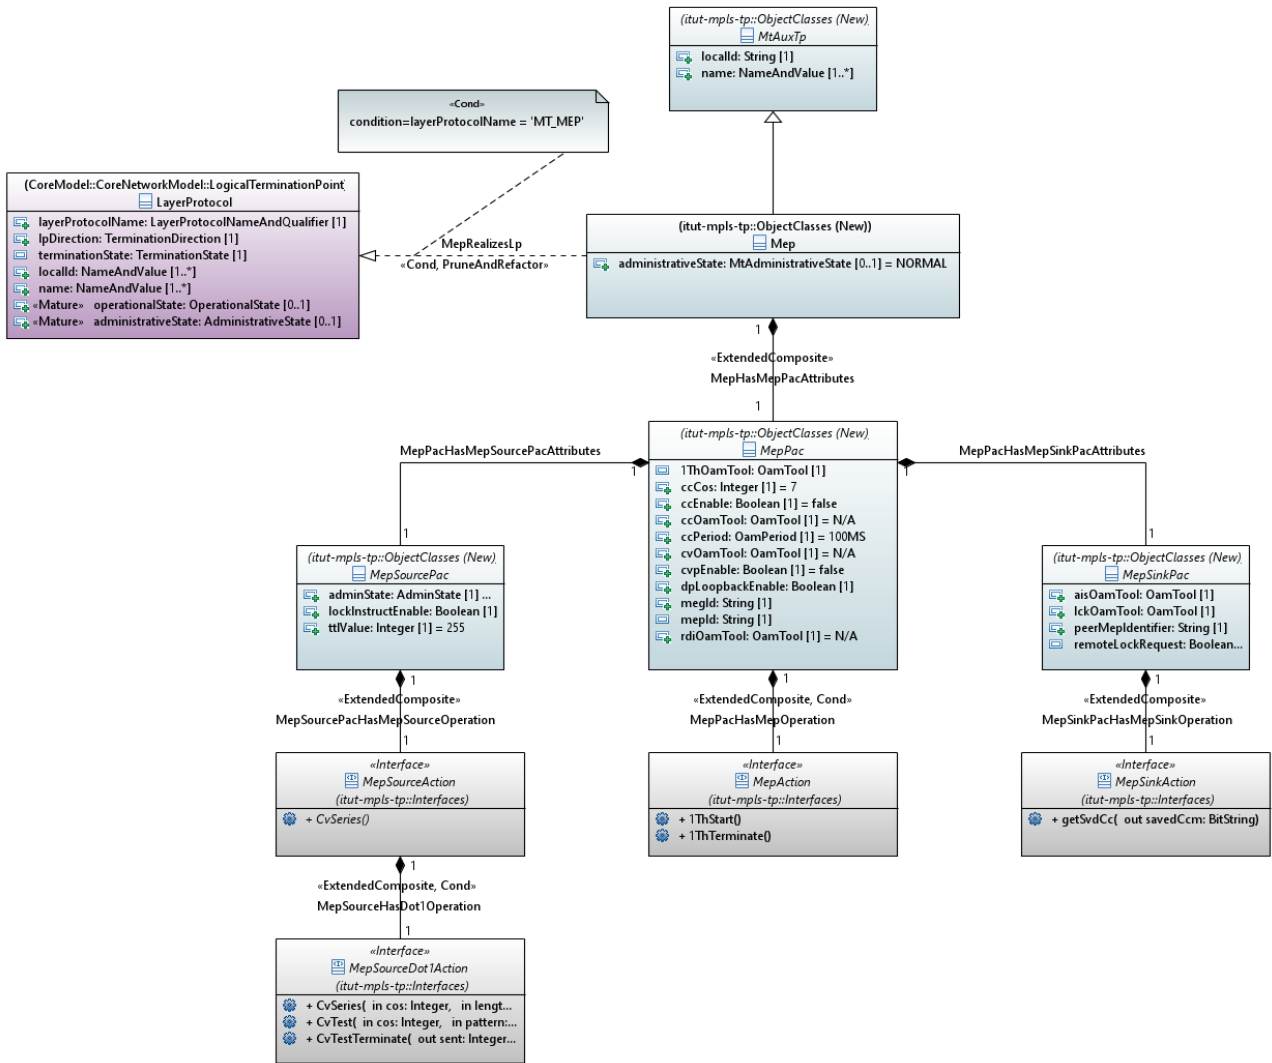 (itut-mpls-tp::ObjectClasses (New)
MtAuxTp
localId: String [1]
name: NameAndValue [1..*]
«Cond»
condition=layerProtocolName = 'MT_MEP'
(CoreModel::CoreNetworkModel::LogicalTerminationPoint)
LayerProtocol
layerProtocolName: LayerProtocolNameAndQualifier [1]
lpDirection: TerminationDirection [1]
terminationState: TerminationState [1]
localId: NameAndValue [1..*]
name: NameAndValue [1..*]
«Mature» operationalState: OperationalState [0..1]
«Mature» administrativeState: AdministrativeState [0..1]
MepRealizesLp
«Cond, PruneAndRefactor»
(itut-mpls-tp::ObjectClasses (New))
Mep
administrativeState: MtAdministrativeState [0..1] = NORMAL
1
«ExtendedComposite»
MepHasMepPacAttributes
1
(itut-mpls-tp::ObjectClasses (New)
MepPac
1ThOamTool: OamTool [1]
ccCos: Integer [1] = 7
ccEnable: Boolean [1] = false
ccOamTool: OamTool [1] = N/A
ccPeriod: OamPeriod [1] = 100MS
cvOamTool: OamTool [1] = N/A
cvpEnable: Boolean [1] = false
dpLoopbackEnable: Boolean [1]
megId: String [1]
mepId: String [1]
rdiOamTool: OamTool [1] = N/A
MepPacHasMepSourcePacAttributes
1
1
MepPacHasMepSinkPacAttributes
1
1
(itut-mpls-tp::ObjectClasses (New)
MepSourcePac
adminState: AdminState [1] ...
lockInstructEnable: Boolean [1]
ttlValue: Integer [1] = 255
(itut-mpls-tp::ObjectClasses (New)
MepSinkPac
aisOamTool: OamTool [1]
lckOamTool: OamTool [1]
peerMepIdentifier: String [1]
remoteLockRequest: Boolean...
1
«ExtendedComposite»
MepSourcePacHasMepSourceOperation
1
1
«ExtendedComposite, Cond»
MepPacHasMepOperation
1
1
«ExtendedComposite»
MepSinkPacHasMepSinkOperation
1
«Interface»
MepSourceAction
(itut-mpls-tp::Interfaces)
+ CvSeries()
«Interface»
MepAction
(itut-mpls-tp::Interfaces)
+ 1ThStart()
+ 1ThTerminate()
«Interface»
MepSinkAction
(itut-mpls-tp::Interfaces)
+ getSvdCc( out savedCcm: BitString)
1
«ExtendedComposite, Cond»
MepSourceHasDot1Operation
1
«Interface»
MepSourceDot1Action
(itut-mpls-tp::Interfaces)
+ CvSeries( in cos: Integer, in lengt...
+ CvTest( in cos: Integer, in pattern:...
+ CvTestTerminate( out sent: Integer...